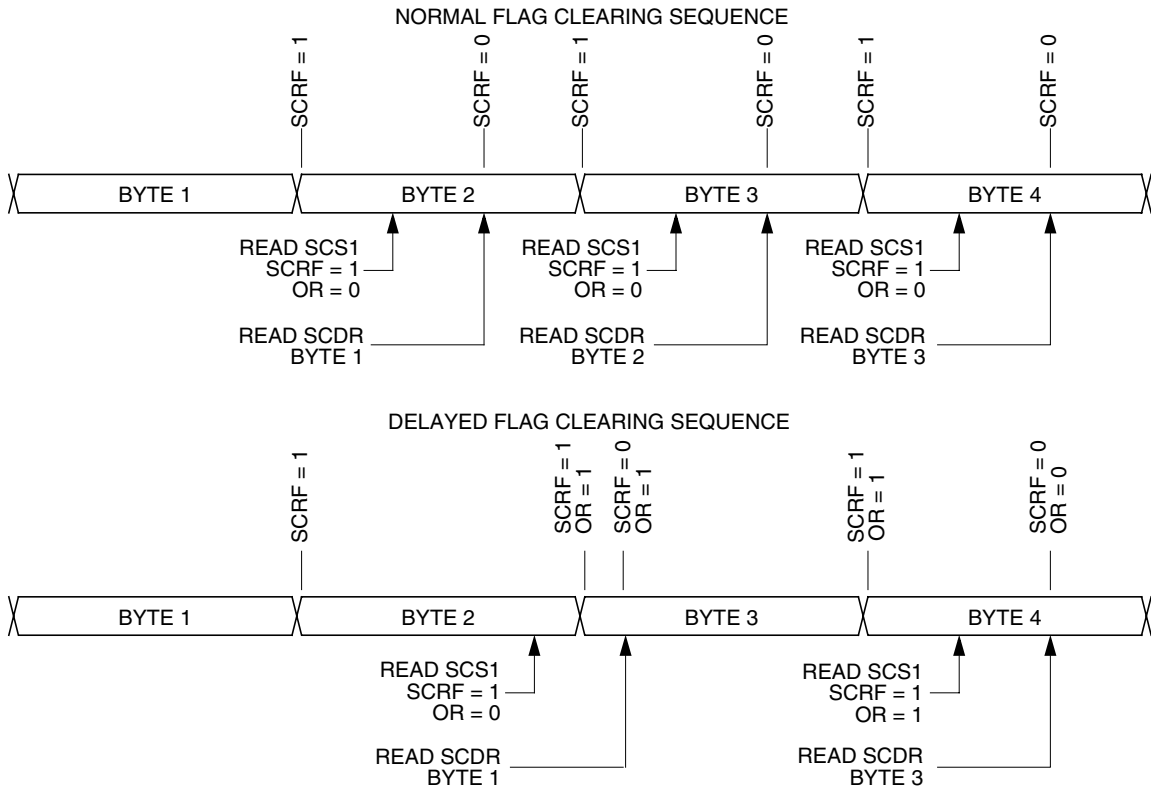 NORMAL FLAG CLEARING SEQUENCE
SCRF = 1
SCRF = 0
SCRF = 1
SCRF = 0
SCRF = 1
SCRF = 0
BYTE 1
BYTE 2
BYTE 3
BYTE 4
READ SCS1
SCRF = 1
OR = 0
READ SCS1
SCRF = 1
OR = 0
READ SCS1
SCRF = 1
OR = 0
READ SCDR
BYTE 1
READ SCDR
BYTE 2
READ SCDR
BYTE 3
DELAYED FLAG CLEARING SEQUENCE
SCRF = 1
SCRF = 1
OR = 1
SCRF = 0
OR = 1
SCRF = 1
OR = 1
SCRF = 0
OR = 0
BYTE 1
BYTE 2
BYTE 3
BYTE 4
READ SCS1
SCRF = 1
OR = 0
READ SCS1
SCRF = 1
OR = 1
READ SCDR
BYTE 1
READ SCDR
BYTE 3